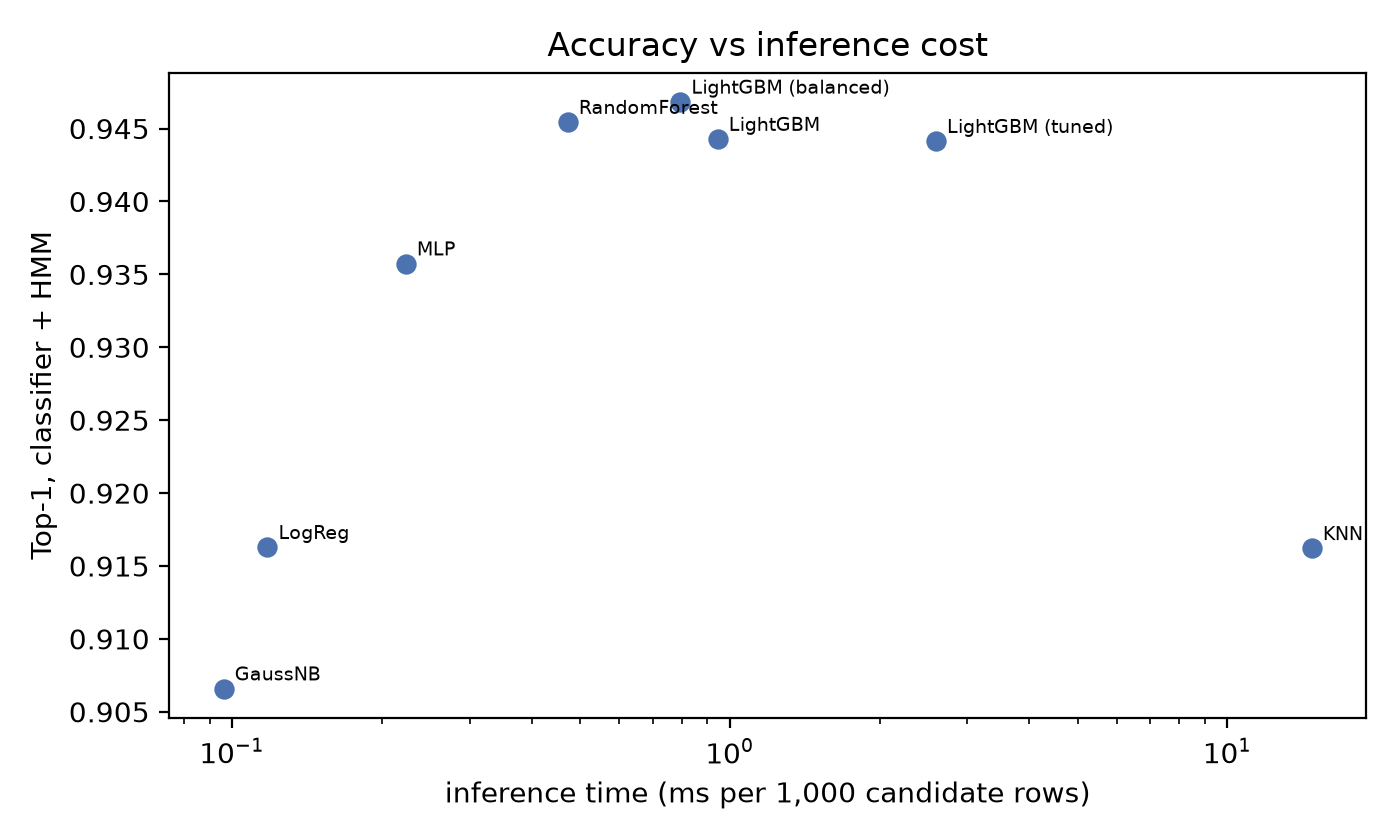 Accuracy vs inference cost
LightGBM (balanced)
RandomForest
LightGBM
LightGBM (tuned)
MLP
LogReg
KNN
GaussNB
0.945
0.940
0.935
0.930
0.925
0.920
0.915
0.910
0.905
Top-1, classifier + HMM
10⁻¹ 10⁰ 10¹
inference time (ms per 1,000 candidate rows)